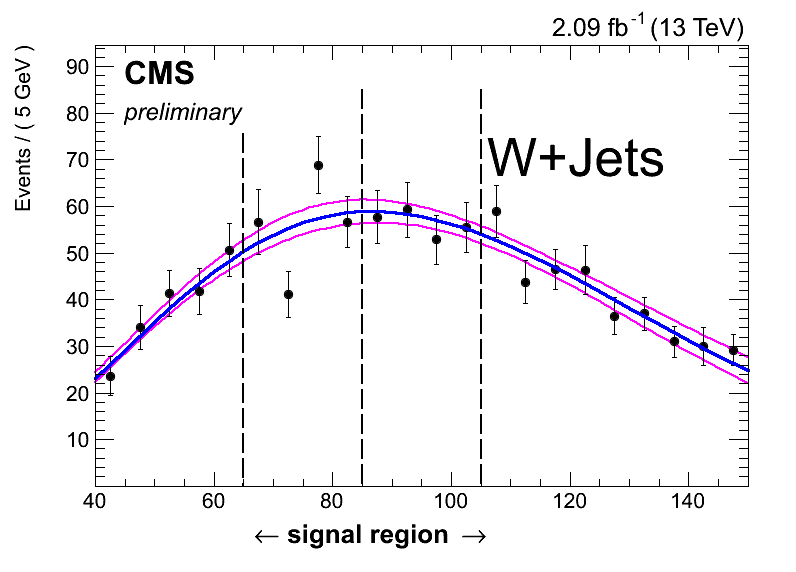 2.09 fb⁻¹ (13 TeV)
Events / ( 5 GeV )
CMS
preliminary
W+Jets
90
80
70
60
50
40
30
20
10
40 60 80 100 120 140
← signal region →